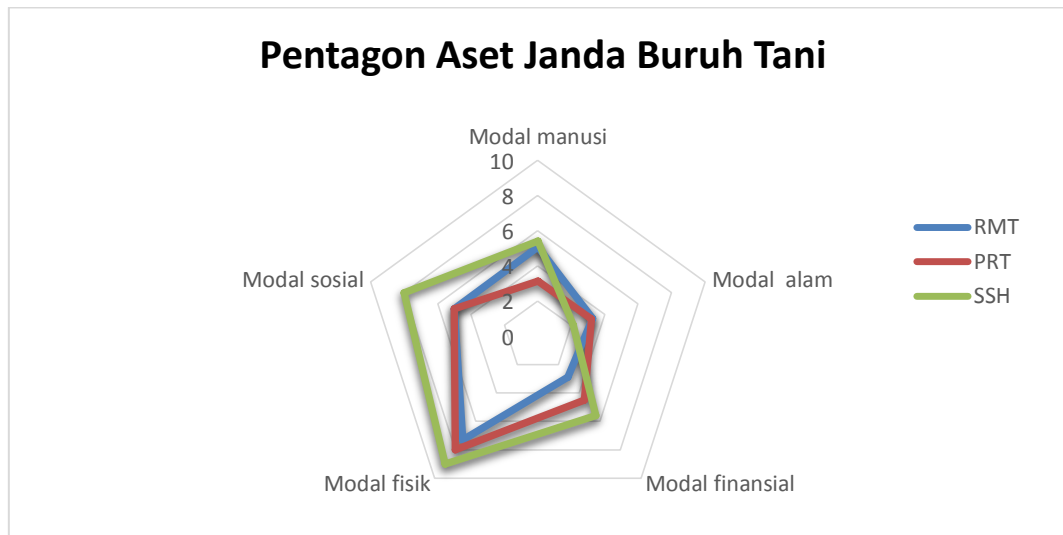 Pentagon Aset Janda Buruh Tani
Modal manusi
10
8
6
4
2
0
Modal alam
Modal finansial
Modal fisik
Modal sosial
RMT
PRT
SSH